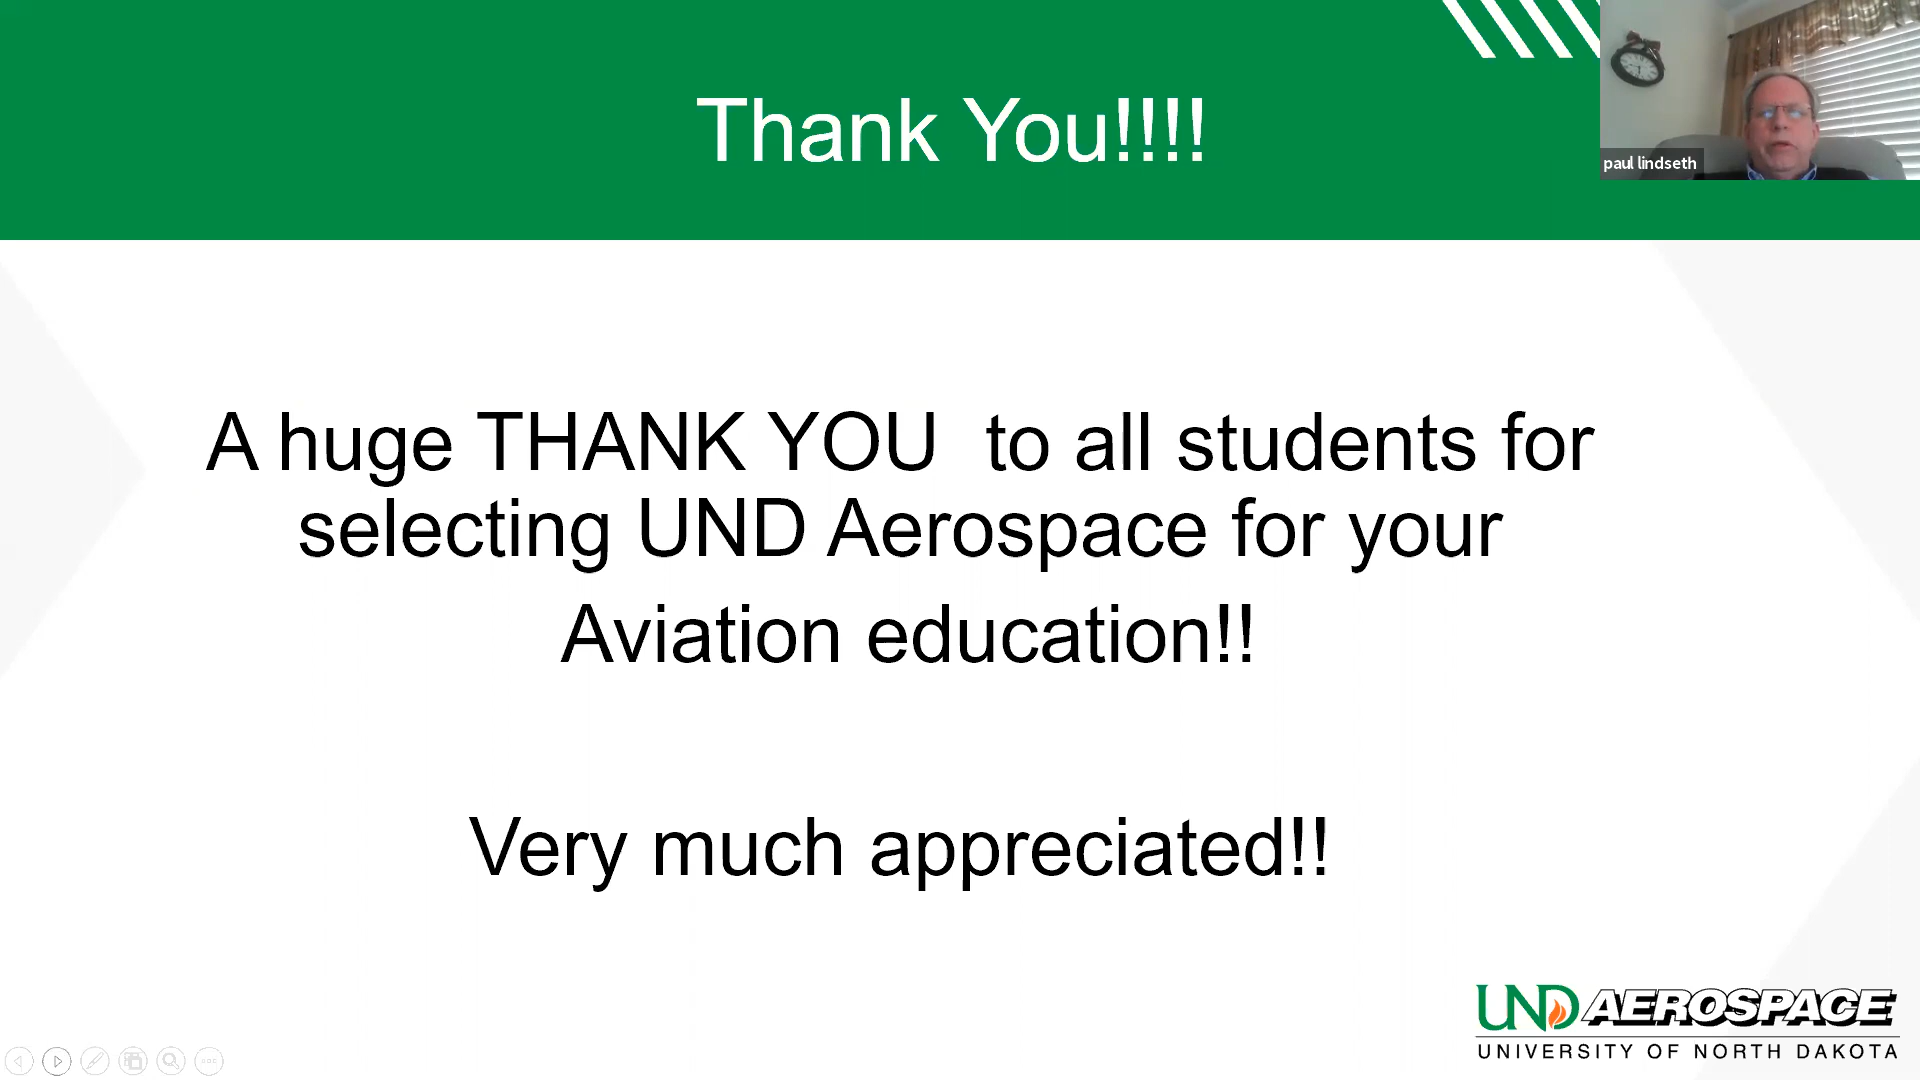 Thank You!!!!
paul lindseth
A huge THANK YOU  to all students for
selecting UND Aerospace for your
Aviation education!!
Very much appreciated!!
UND AEROSPACE
UNIVERSITY OF NORTH DAKOTA